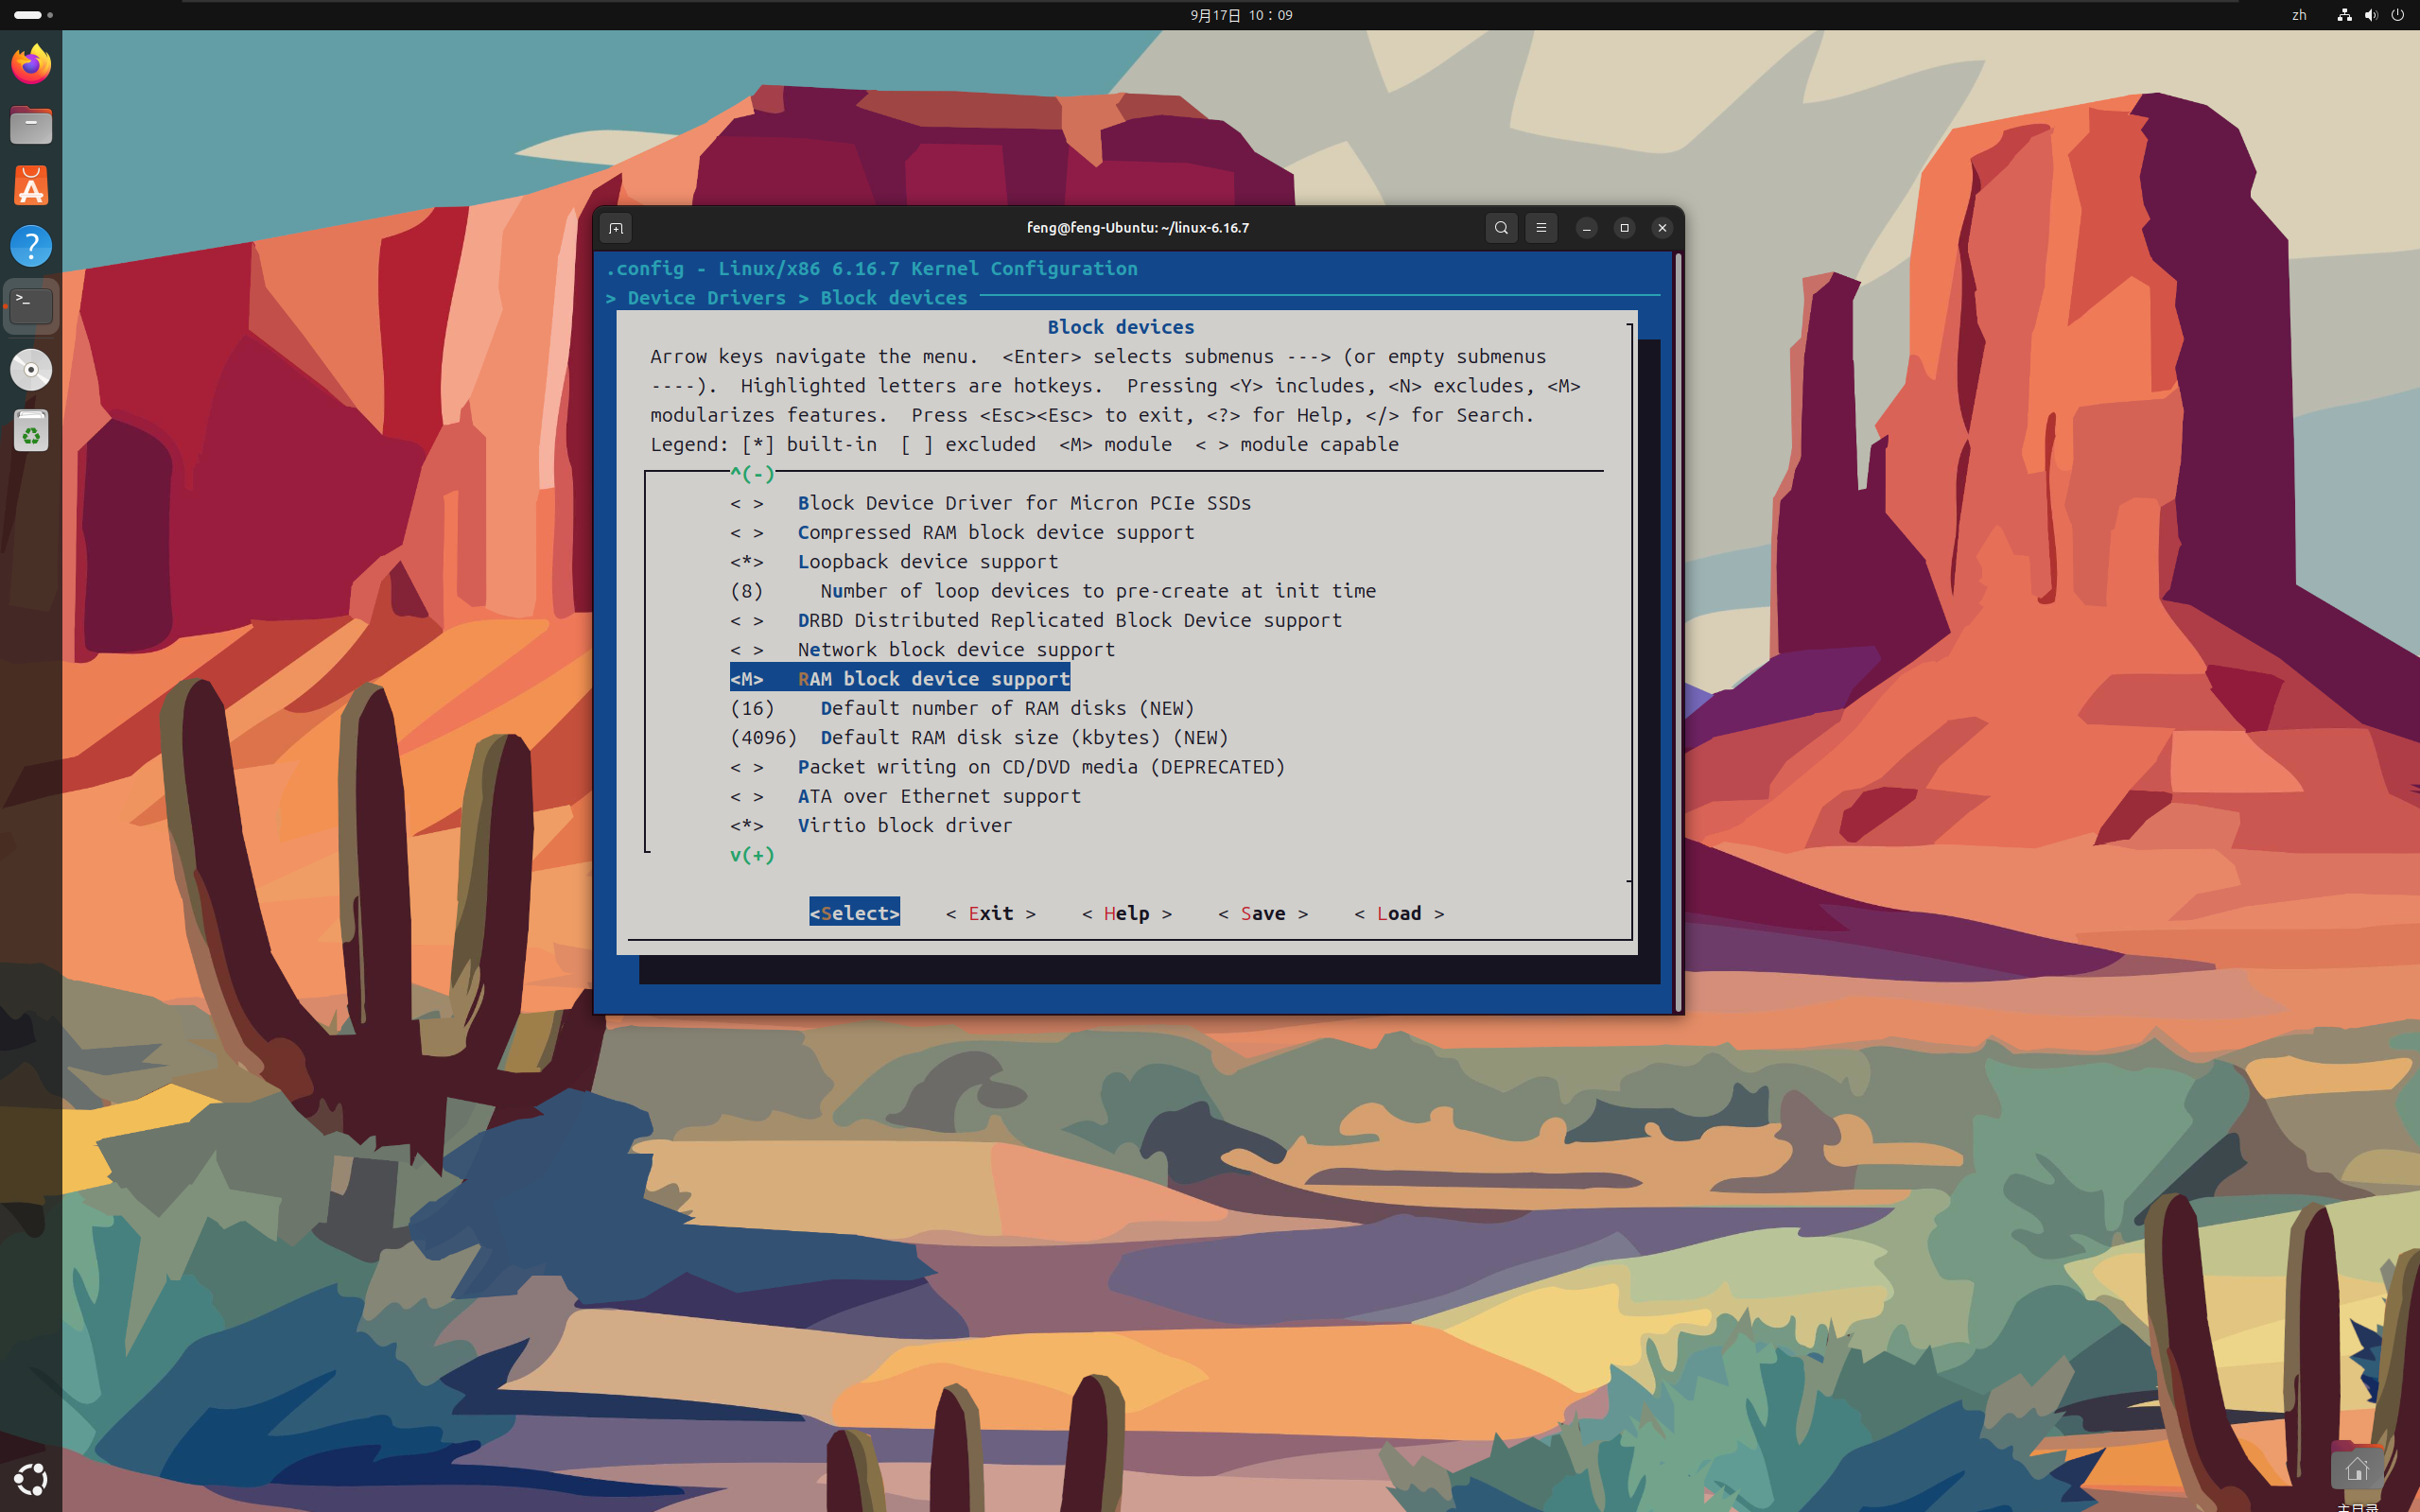 9月17日 10：09
zh
feng@feng-Ubuntu: ~/linux-6.16.7
.config - Linux/x86 6.16.7 Kernel Configuration
> Device Drivers > Block devices
Block devices
Arrow keys navigate the menu.  <Enter> selects submenus ---> (or empty submenus
----).  Highlighted letters are hotkeys.  Pressing <Y> includes, <N> excludes, <M>
modularizes features.  Press <Esc><Esc> to exit, <?> for Help, </> for Search.
Legend: [*] built-in  [ ] excluded  <M> module  < > module capable
^(-)
< >   Block Device Driver for Micron PCIe SSDs
< >   Compressed RAM block device support
<*>   Loopback device support
(8)     Number of loop devices to pre-create at init time
< >   DRBD Distributed Replicated Block Device support
< >   Network block device support
<M>   RAM block device support
(16)    Default number of RAM disks (NEW)
(4096)  Default RAM disk size (kbytes) (NEW)
< >   Packet writing on CD/DVD media (DEPRECATED)
< >   ATA over Ethernet support
<*>   Virtio block driver
v(+)
<Select>    < Exit >    < Help >    < Save >    < Load >
主目录